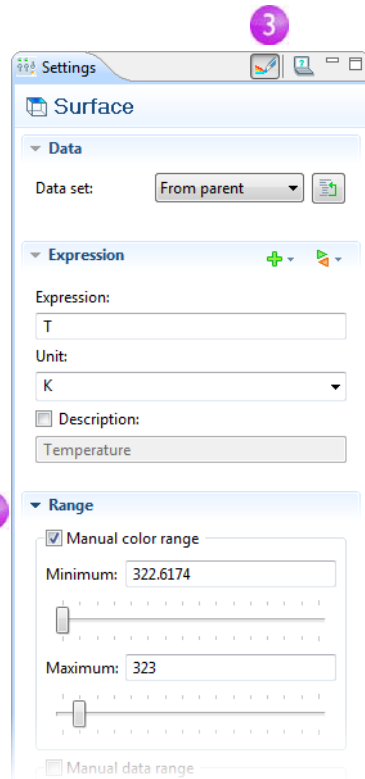 3
Settings
Surface
Data
Data set: From parent
Expression
Expression:
T
Unit:
K
Description:
Temperature
Range
Manual color range
Minimum: 322.6174
Maximum: 323
Manual data range